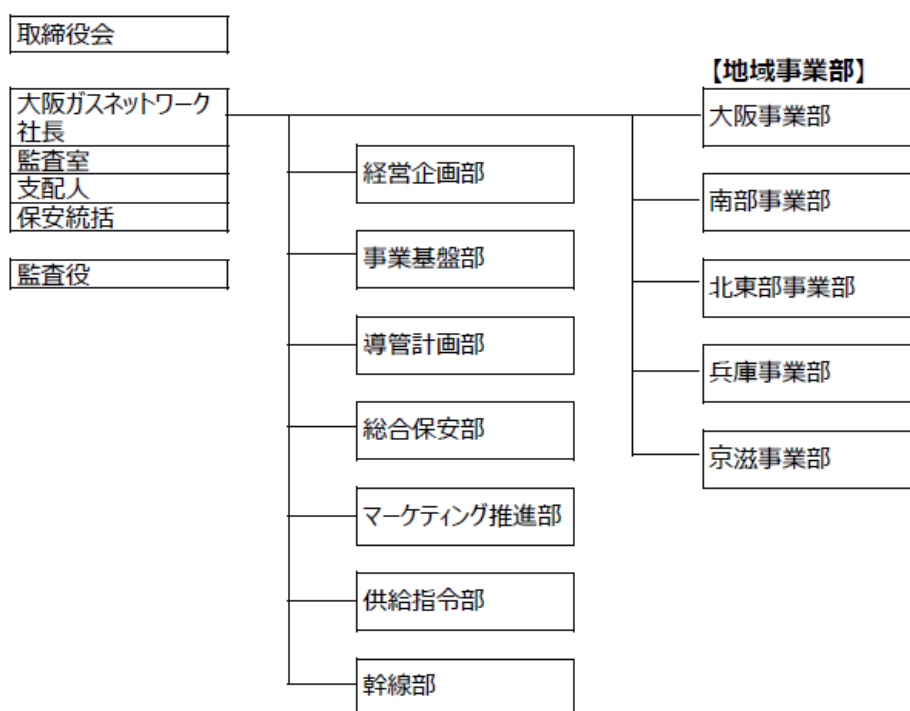 取締役会
大阪ガスネットワーク
社長
監査室
支配人
保安統括
監査役
経営企画部
事業基盤部
導管計画部
総合保安部
マーケティング推進部
供給指令部
幹線部
【地域事業部】
大阪事業部
南部事業部
北東部事業部
兵庫事業部
京滋事業部